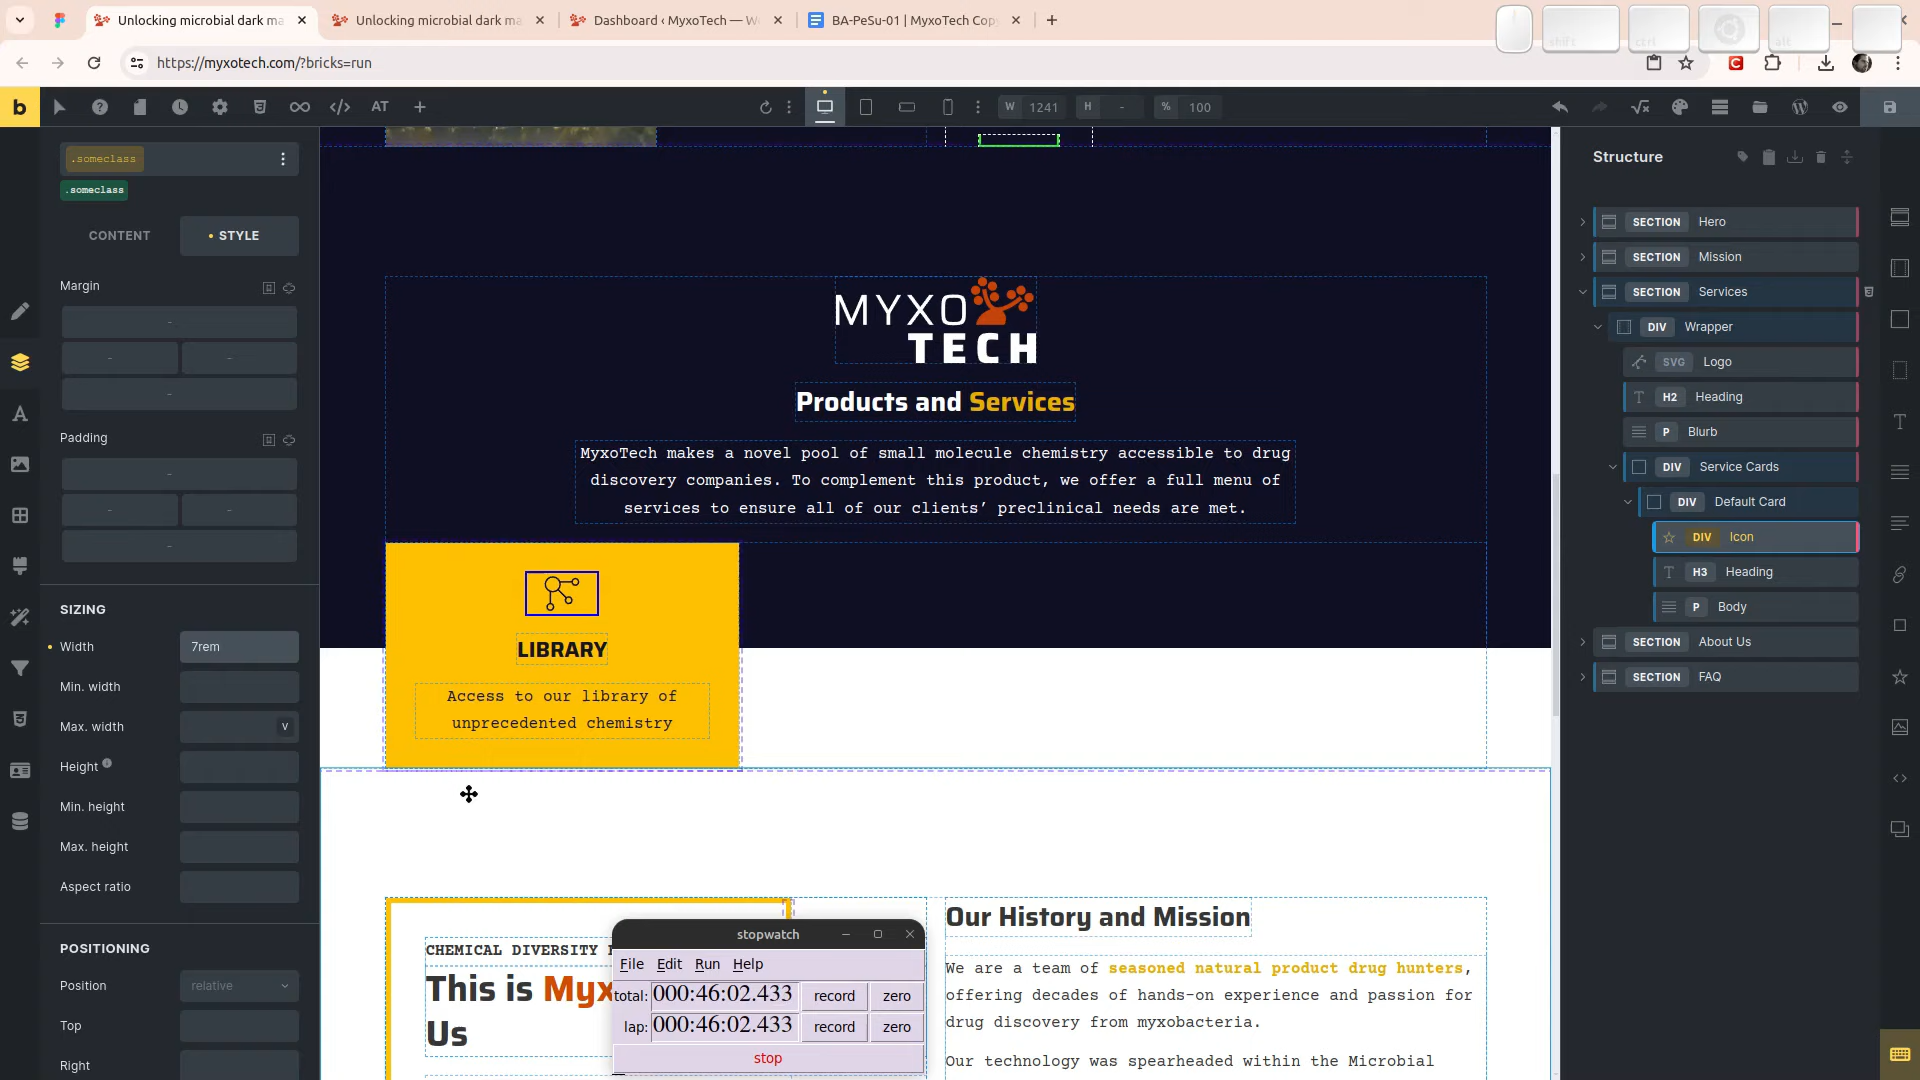 Unlocking microbial dark ma
Unlocking microbial dark ma
Dashboard ‹ MyxoTech — W
BA-PeSu-01 | MyxoTech Cop
shift
ctrl
alt
https://myxotech.com/?bricks=run
b
AT
W 1241
H -
% 100
.someclass
.someclass
CONTENT
STYLE
Margin
-
-
-
-
Padding
-
-
-
-
SIZING
Width 7rem
Min. width
Max. width V
Height
Min. height
Max. height
Aspect ratio
POSITIONING
Position relative
Top
Right
MYXO
TECH
Products and Services
MyxoTech makes a novel pool of small molecule chemistry accessible to drug
discovery companies. To complement this product, we offer a full menu of
services to ensure all of our clients’ preclinical needs are met.
LIBRARY
Access to our library of
unprecedented chemistry
CHEMICAL DIVERSITY
This is Myx
Us
Our History and Mission
We are a team of seasoned natural product drug hunters,
offering decades of hands-on experience and passion for
drug discovery from myxobacteria.
Our technology was spearheaded within the Microbial
stopwatch
File Edit Run Help
total: 000:46:02.433 record zero
lap: 000:46:02.433 record zero
stop
Structure
SECTION Hero
SECTION Mission
SECTION Services
DIV Wrapper
SVG Logo
H2 Heading
P Blurb
DIV Service Cards
DIV Default Card
DIV Icon
H3 Heading
P Body
SECTION About Us
SECTION FAQ